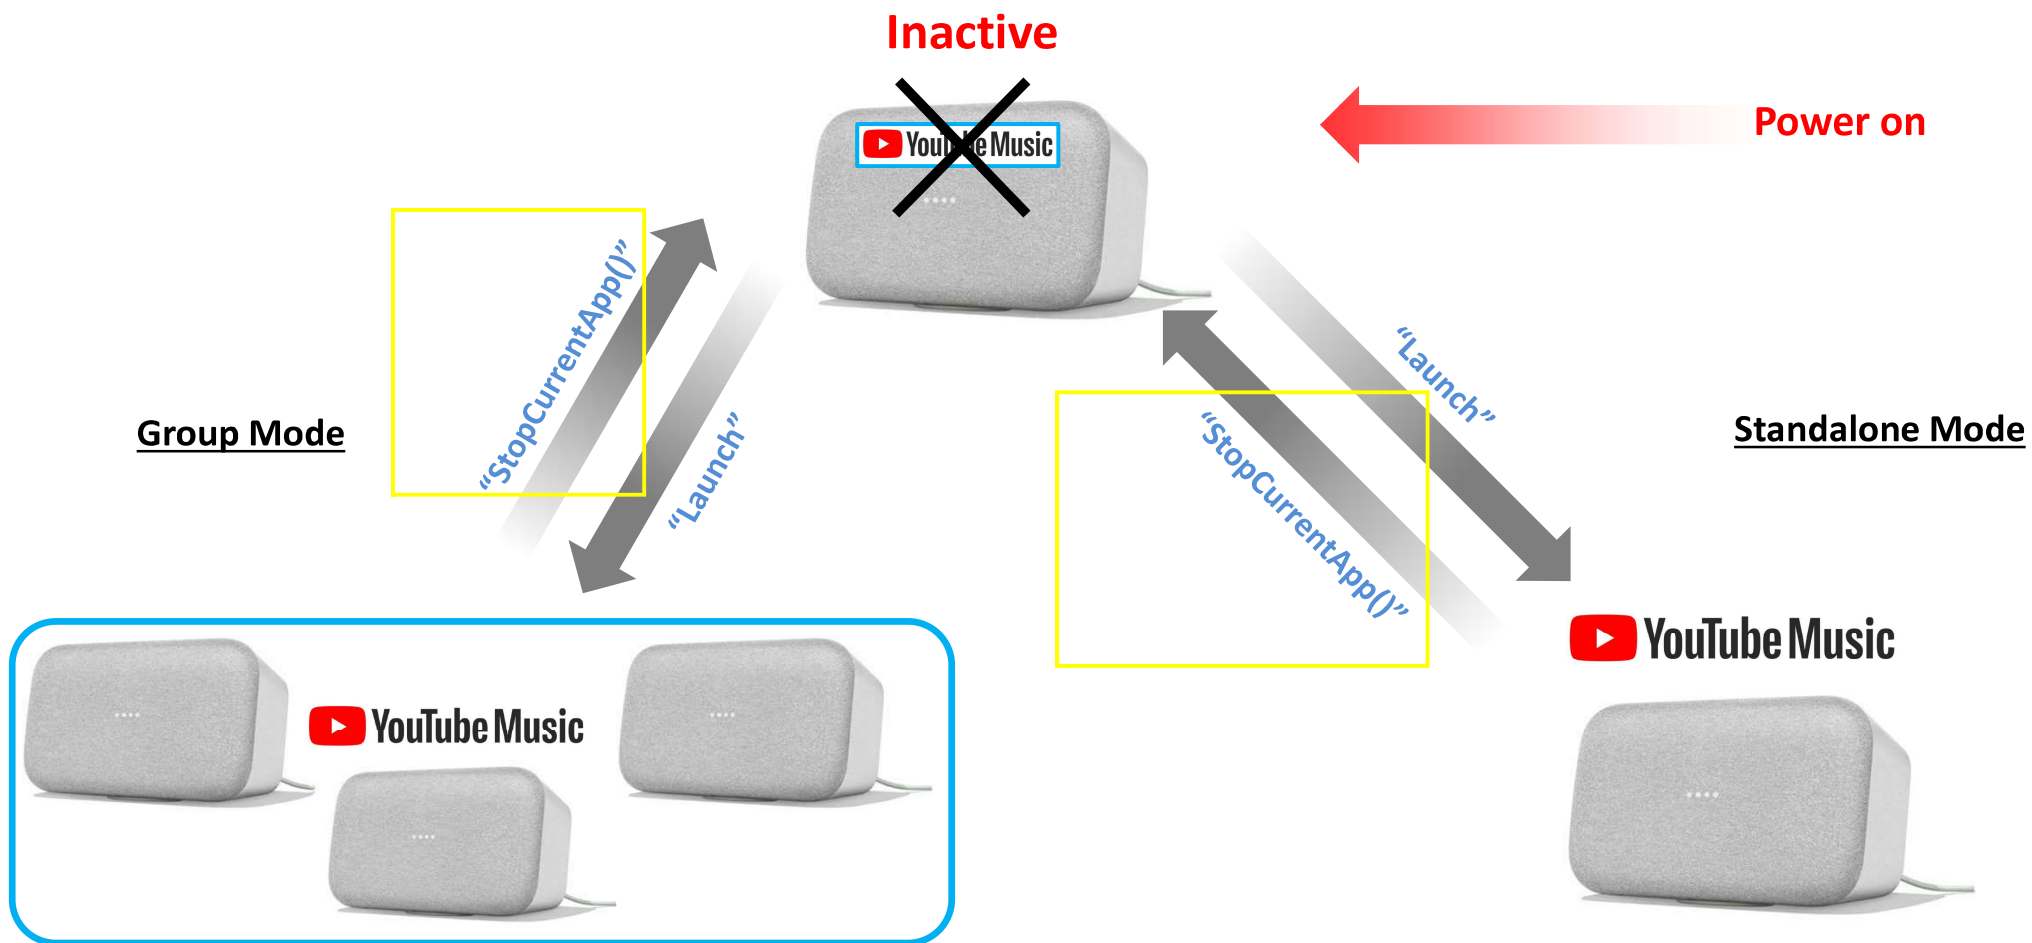 Inactive
YouTube Music
Power on
“StopCurrentApp()”
“Launch”
“Launch”
“StopCurrentApp()”
Group Mode
Standalone Mode
YouTube Music
YouTube Music